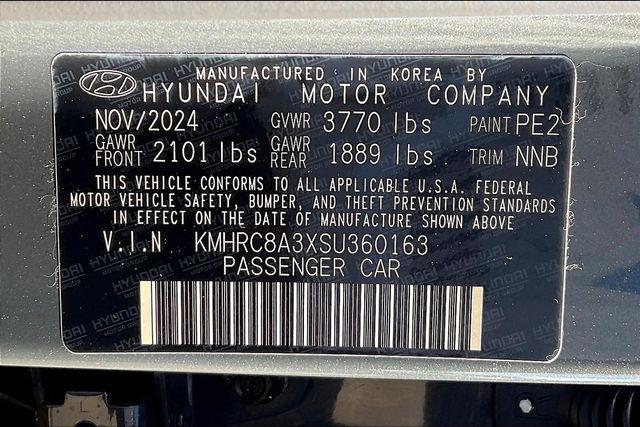 MANUFACTURED IN KOREA BY
HYUNDAI MOTOR COMPANY
NOV/2024 GVWR 3770 lbs PAINT PE2
GAWR FRONT 2101 lbs GAWR REAR 1889 lbs TRIM NNB
THIS VEHICLE CONFORMS TO ALL APPLICABLE U.S.A. FEDERAL
MOTOR VEHICLE SAFETY, BUMPER, AND THEFT PREVENTION STANDARDS
IN EFFECT ON THE DATE OF MANUFACTURE SHOWN ABOVE
V.I.N KMHRC8A3XSU360163
PASSENGER CAR